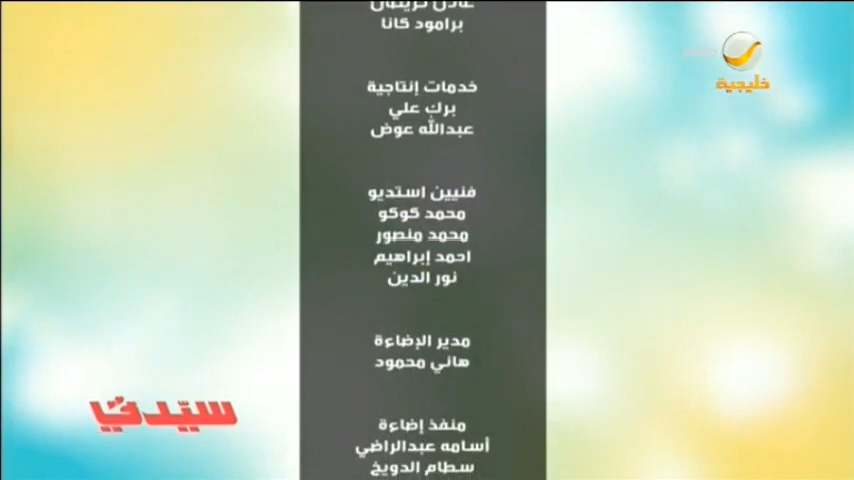 برامود كانا
خدمات إنتاجية
برك علي
عبدالله عوض
فنيين استديو
محمد كوكو
محمد منصور
احمد إبراهيم
نور الدين
مدير الإضاءة
هاني محمود
منفذ إضاءة
أسامه عبدالراضي
سطام الدويخ
خليجية
سيدتي